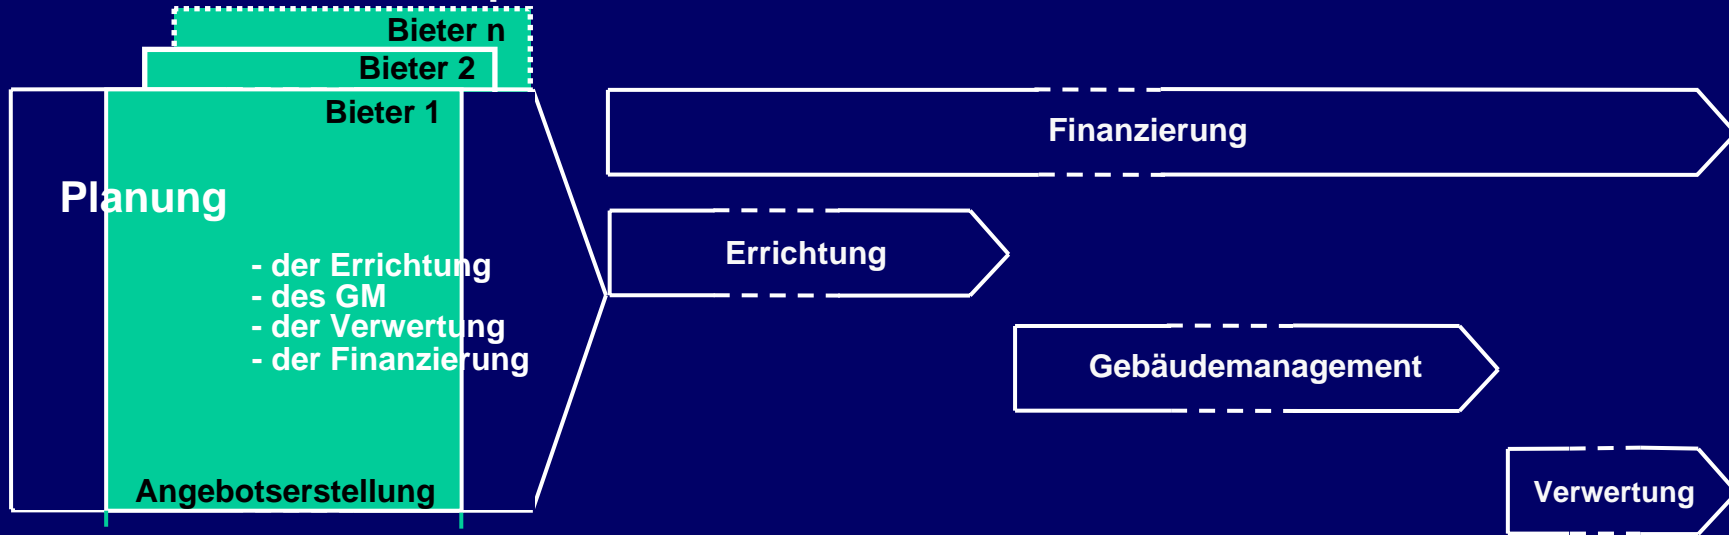 Bieter n
Bieter 2
Bieter 1
Planung
- der Errichtung
- des GM
- der Verwertung
- der Finanzierung
Angebotserstellung
Finanzierung
Errichtung
Gebäudemanagement
Verwertung